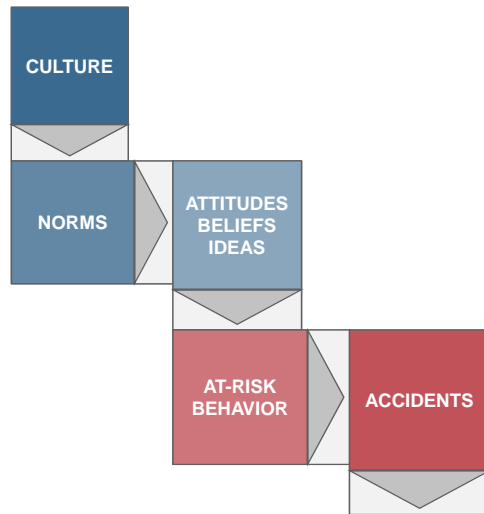 CULTURE
NORMS
ATTITUDES
BELIEFS
IDEAS
AT-RISK
BEHAVIOR
ACCIDENTS